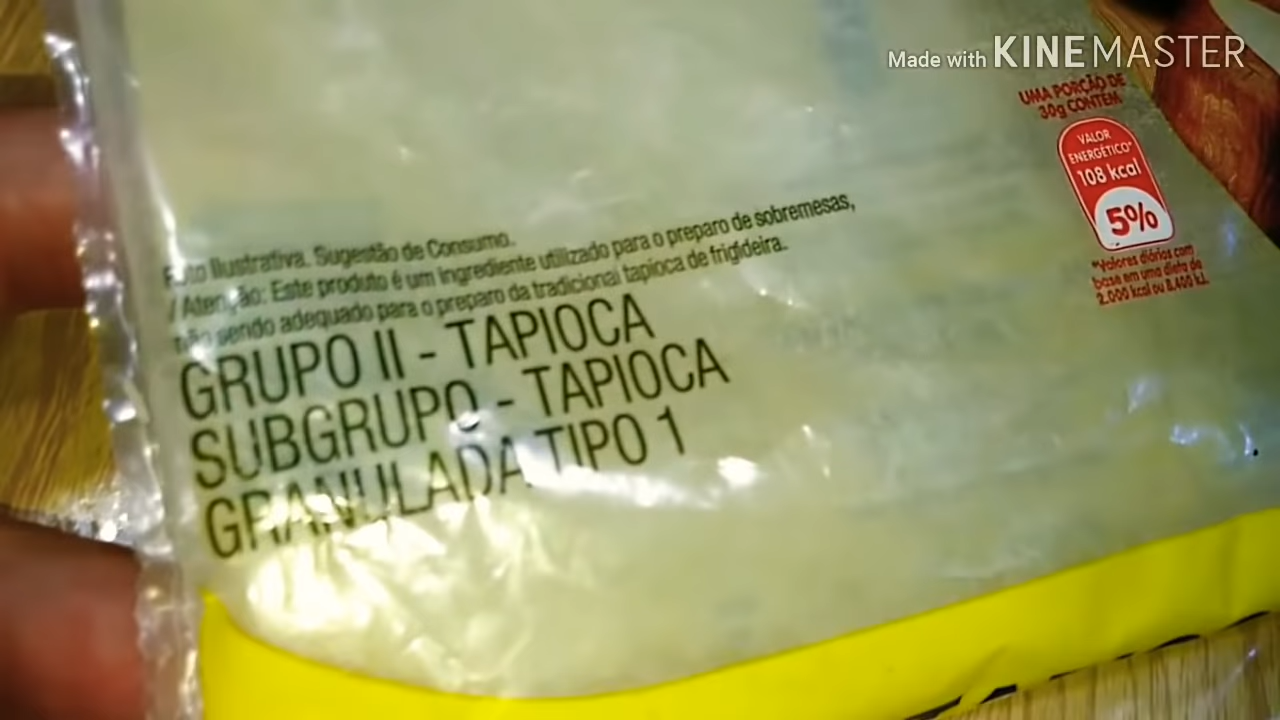 Made with KINEMASTER
UMA PORÇÃO DE
30g CONTÉM
VALOR
ENERGÉTICO*
108 kcal
5%
*Valores diários com
base em uma dieta de
2.000 kcal ou 8.400 kJ.
Foto Ilustrativa. Sugestão de Consumo.
/ Atenção: Este produto é um ingrediente utilizado para o preparo de sobremesas,
não sendo adequado para o preparo da tradicional tapioca de frigideira.
GRUPO II - TAPIOCA
SUBGRUPO - TAPIOCA
GRANULADA TIPO 1